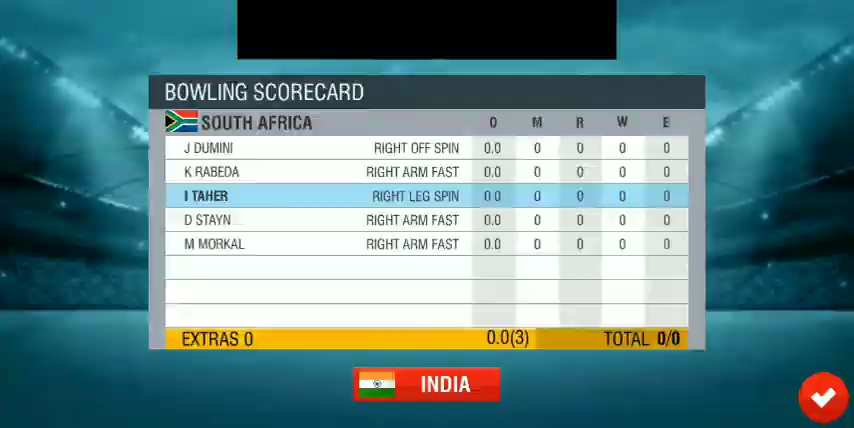 BOWLING SCORECARD
SOUTH AFRICA O M R W E
J DUMINI RIGHT OFF SPIN 0.0 0 0 0 0
K RABEDA RIGHT ARM FAST 0.0 0 0 0 0
I TAHER RIGHT LEG SPIN 0.0 0 0 0 0
D STAYN RIGHT ARM FAST 0.0 0 0 0 0
M MORKAL RIGHT ARM FAST 0.0 0 0 0 0
EXTRAS 0 0.0(3) TOTAL 0/0
INDIA